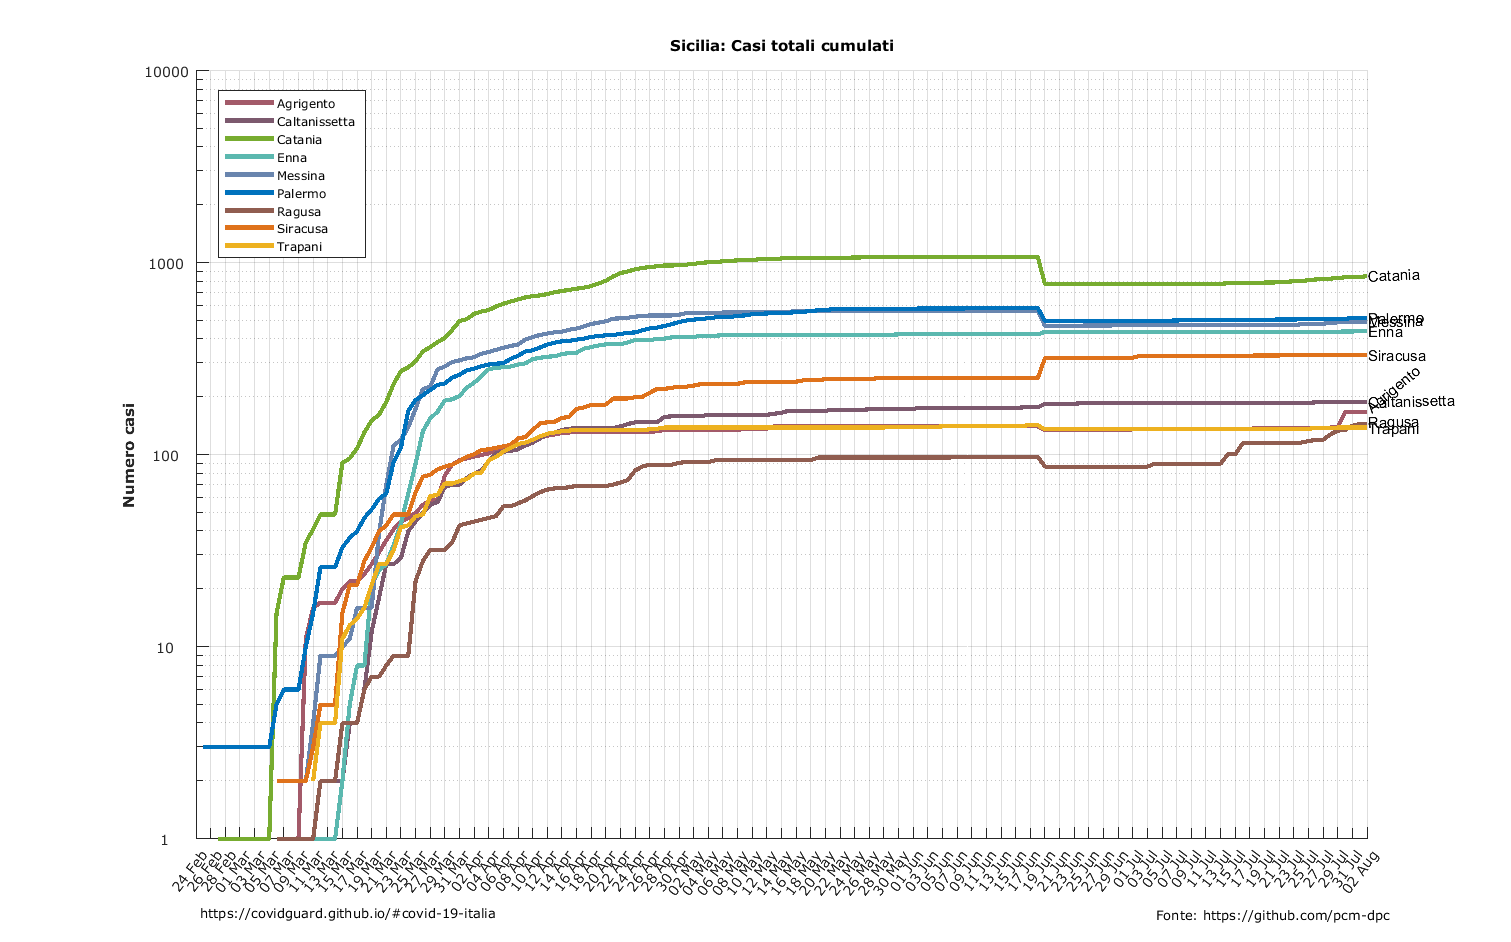 Sicilia: Casi totali cumulati
Numero casi
10000
1000
100
10
1
Agrigento
Caltanissetta
Catania
Enna
Messina
Palermo
Ragusa
Siracusa
Trapani
Catania
Palermo
Messina
Enna
Siracusa
Agrigento
Caltanissetta
Ragusa
Trapani
24 Feb
26 Feb
28 Feb
01 Mar
03 Mar
05 Mar
07 Mar
09 Mar
11 Mar
13 Mar
15 Mar
17 Mar
19 Mar
21 Mar
23 Mar
25 Mar
27 Mar
29 Mar
31 Mar
02 Apr
04 Apr
06 Apr
08 Apr
10 Apr
12 Apr
14 Apr
16 Apr
18 Apr
20 Apr
22 Apr
24 Apr
26 Apr
28 Apr
30 Apr
02 May
04 May
06 May
08 May
10 May
12 May
14 May
16 May
18 May
20 May
22 May
24 May
26 May
28 May
30 May
01 Jun
03 Jun
05 Jun
07 Jun
09 Jun
11 Jun
13 Jun
15 Jun
17 Jun
19 Jun
21 Jun
23 Jun
25 Jun
27 Jun
29 Jun
01 Jul
03 Jul
05 Jul
07 Jul
09 Jul
11 Jul
13 Jul
15 Jul
17 Jul
19 Jul
21 Jul
23 Jul
25 Jul
27 Jul
29 Jul
31 Jul
02 Aug
https://covidguard.github.io/#covid-19-italia
Fonte: https://github.com/pcm-dpc